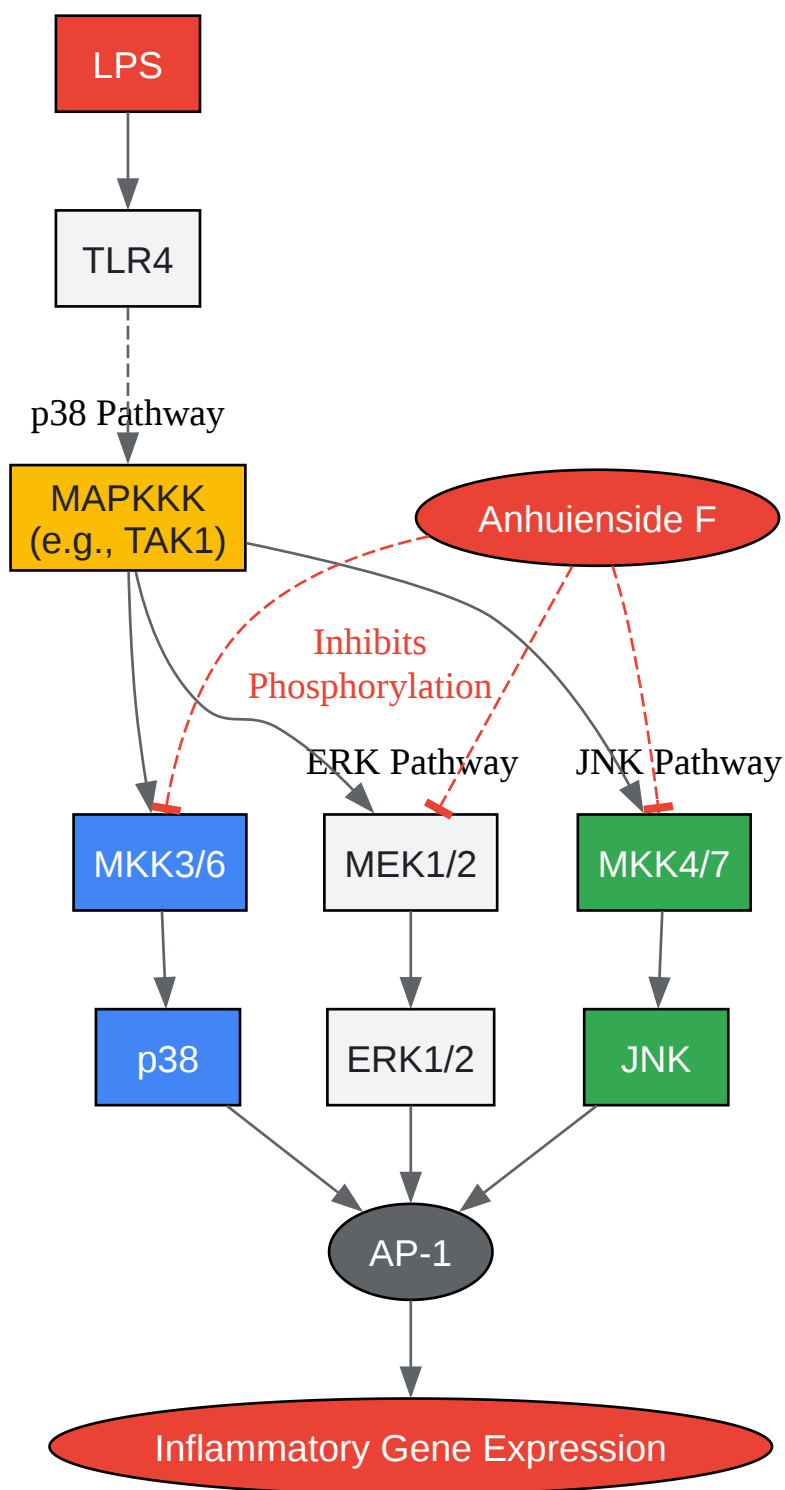 LPS
TLR4
p38 Pathway
MAPKKK
(e.g., TAK1)
Anhuienside F
Inhibits
Phosphorylation
ERK Pathway
JNK Pathway
MKK3/6
MEK1/2
MKK4/7
p38
ERK1/2
JNK
AP-1
Inflammatory Gene Expression